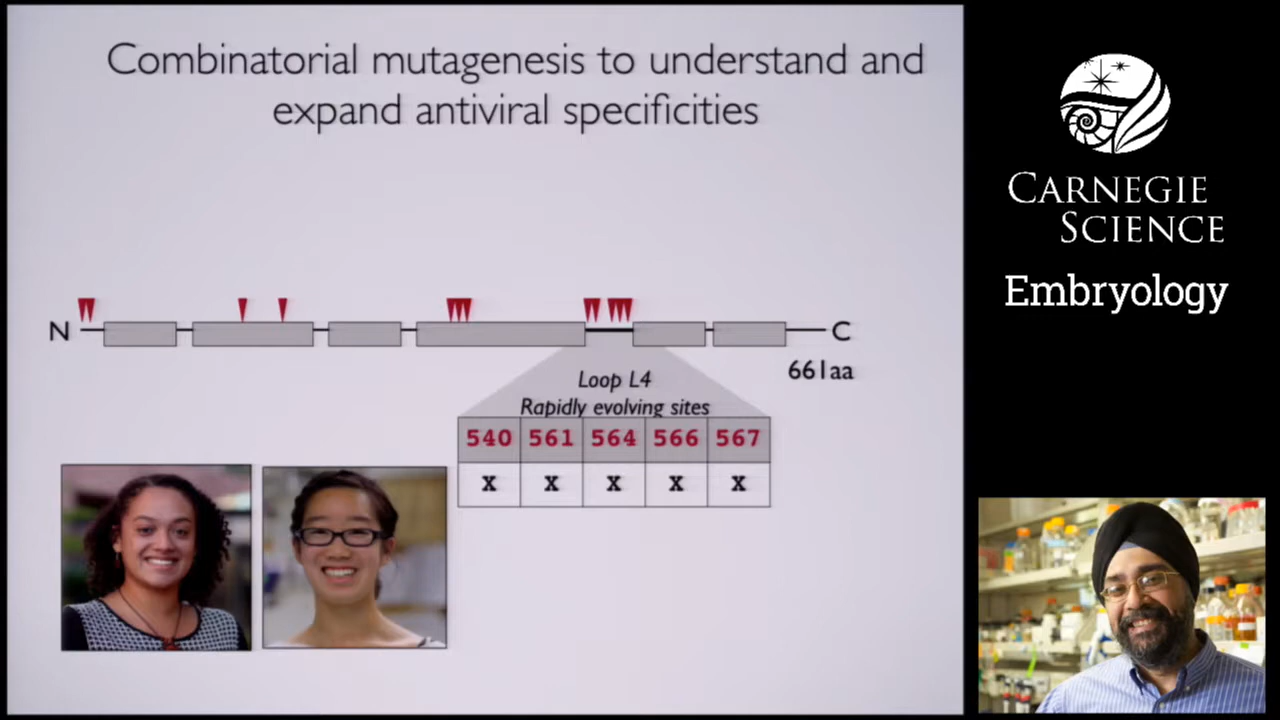 Combinatorial mutagenesis to understand and
expand antiviral specificities
N
C
661aa
Loop L4
Rapidly evolving sites
540 561 564 566 567
x x x x x
CARNEGIE
SCIENCE
Embryology